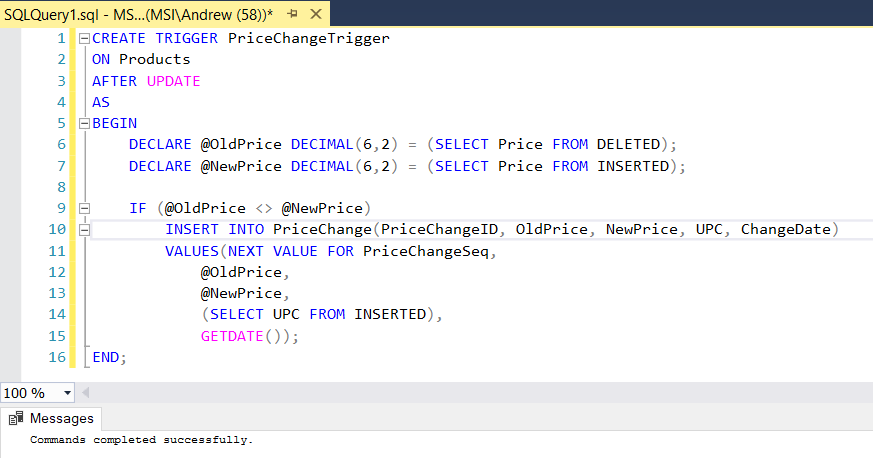 SQLQuery1.sql - MS...(MSI\Andrew (58))*
1 CREATE TRIGGER PriceChangeTrigger
2 ON Products
3 AFTER UPDATE
4 AS
5 BEGIN
6 DECLARE @OldPrice DECIMAL(6,2) = (SELECT Price FROM DELETED);
7 DECLARE @NewPrice DECIMAL(6,2) = (SELECT Price FROM INSERTED);
8
9 IF (@OldPrice <> @NewPrice)
10 INSERT INTO PriceChange(PriceChangeID, OldPrice, NewPrice, UPC, ChangeDate)
11 VALUES(NEXT VALUE FOR PriceChangeSeq,
12 @OldPrice,
13 @NewPrice,
14 (SELECT UPC FROM INSERTED),
15 GETDATE());
16 END;
100 %
Messages
Commands completed successfully.